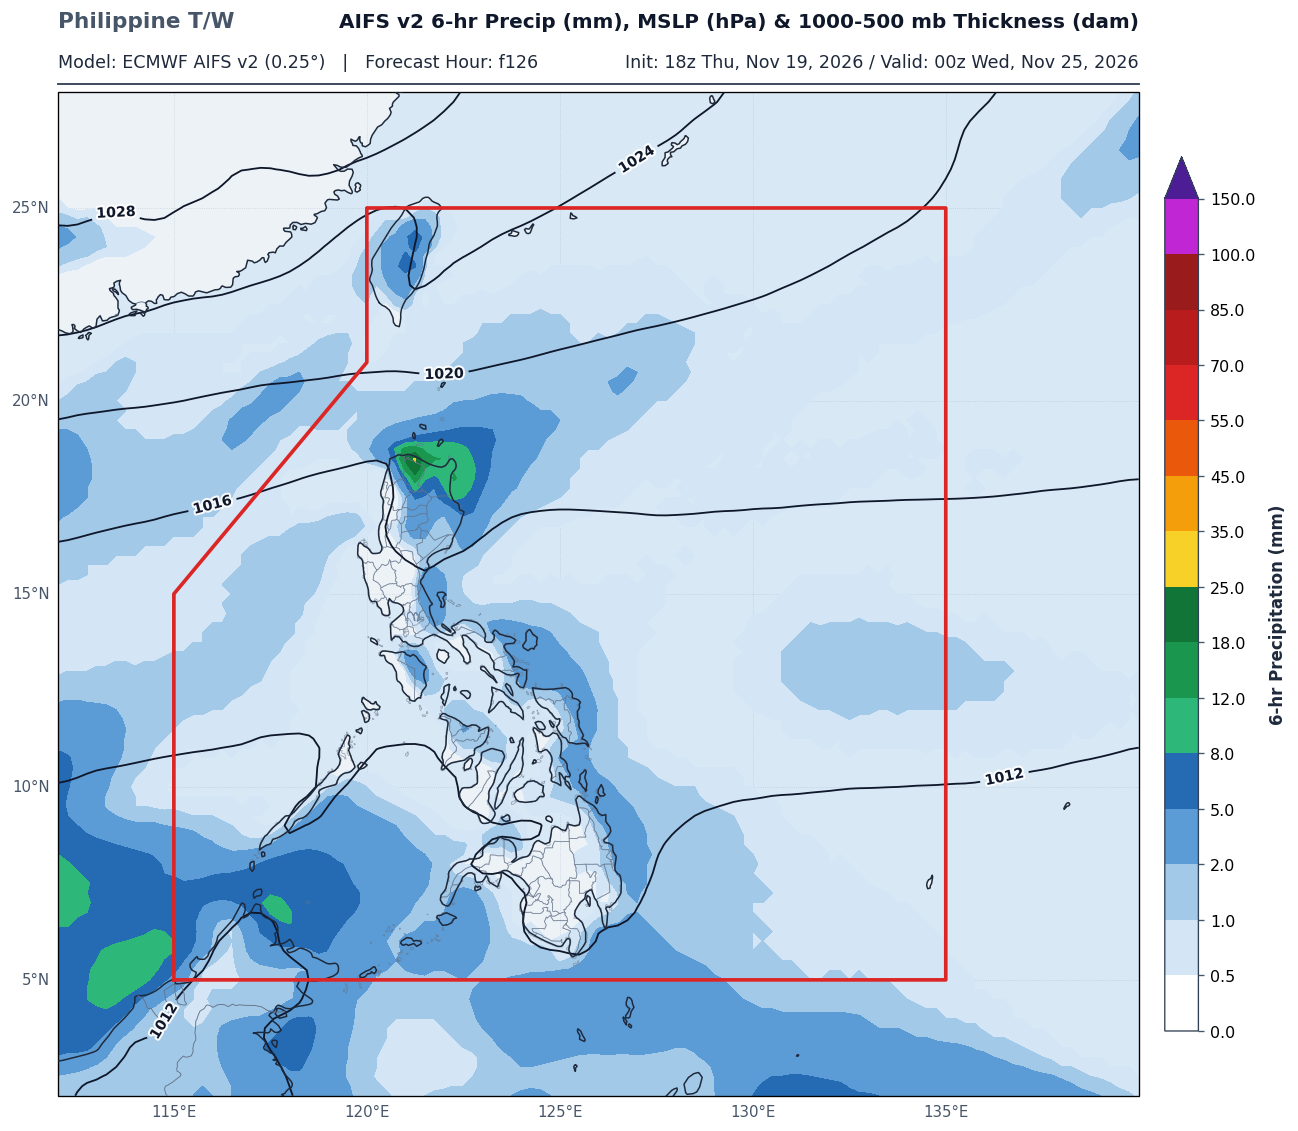 Philippine T/W
AIFS v2 6-hr Precip (mm), MSLP (hPa) & 1000-500 mb Thickness (dam)
Model: ECMWF AIFS v2 (0.25°) | Forecast Hour: f126
Init: 18z Thu, Nov 19, 2026 / Valid: 00z Wed, Nov 25, 2026
1024
1028
1020
1016
1012
1012
25°N
20°N
15°N
10°N
5°N
115°E
120°E
125°E
130°E
135°E
150.0
100.0
85.0
70.0
55.0
45.0
35.0
25.0
18.0
12.0
8.0
5.0
2.0
1.0
0.5
0.0
6-hr Precipitation (mm)